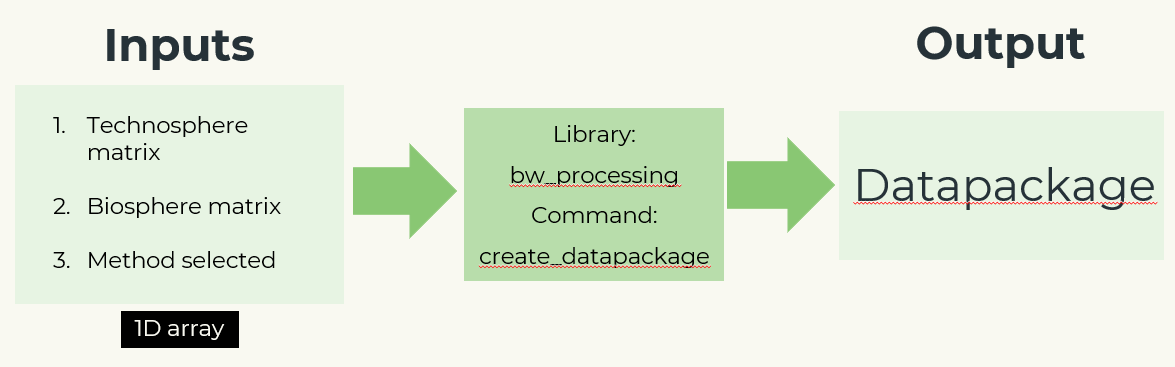 Inputs
Output
1. Technosphere
matrix
2. Biosphere matrix
3. Method selected
1D array
Library:
bw_processing
Command:
create_datapackage
Datapackage